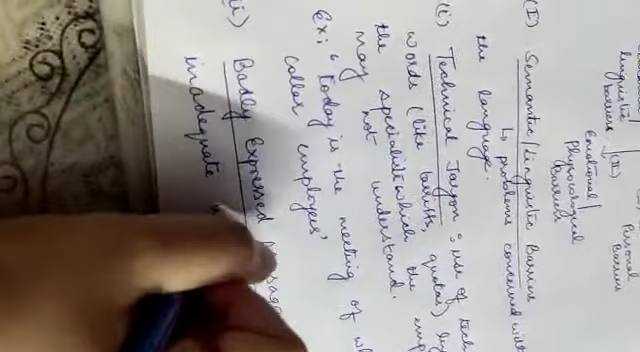 linguistic
barriers
(II)
Emotional/
Physcological
Barriers
Personal
Barriers
(I) Semantic/linguistic Barriers
↳ problems concerned with
the language.
(i) Technical Jargon : use of tech
words (like tariffs, quotas) by
the specialist which the emp
may not understand.
Ex: "Today is the meeting of wh
collar employees"
ii) Badly Expressed
inadequate